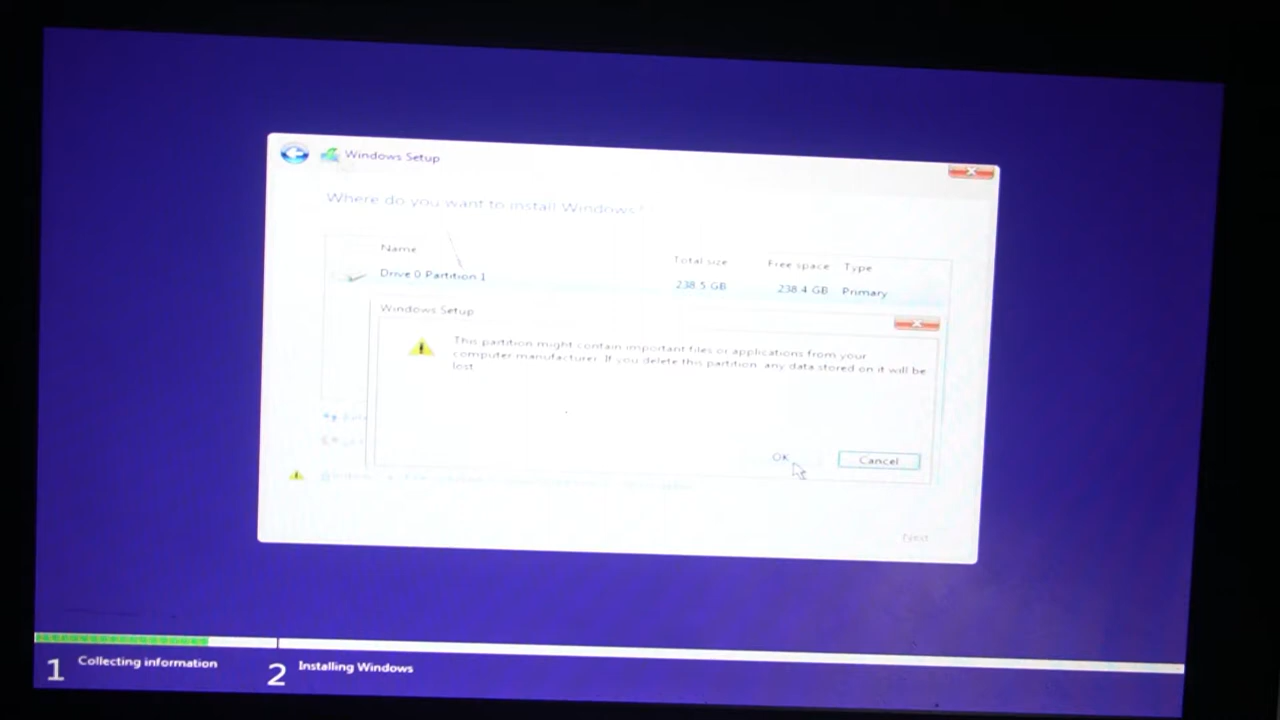 Windows Setup
Where do you want to install Windows?
Name Total size Free space Type
Drive 0 Partition 1 238.5 GB 238.4 GB Primary
Windows Setup
This partition might contain important files or applications from your
computer manufacturer. If you delete this partition, any data stored on it will be
lost.
OK Cancel
Next
1 Collecting information 2 Installing Windows